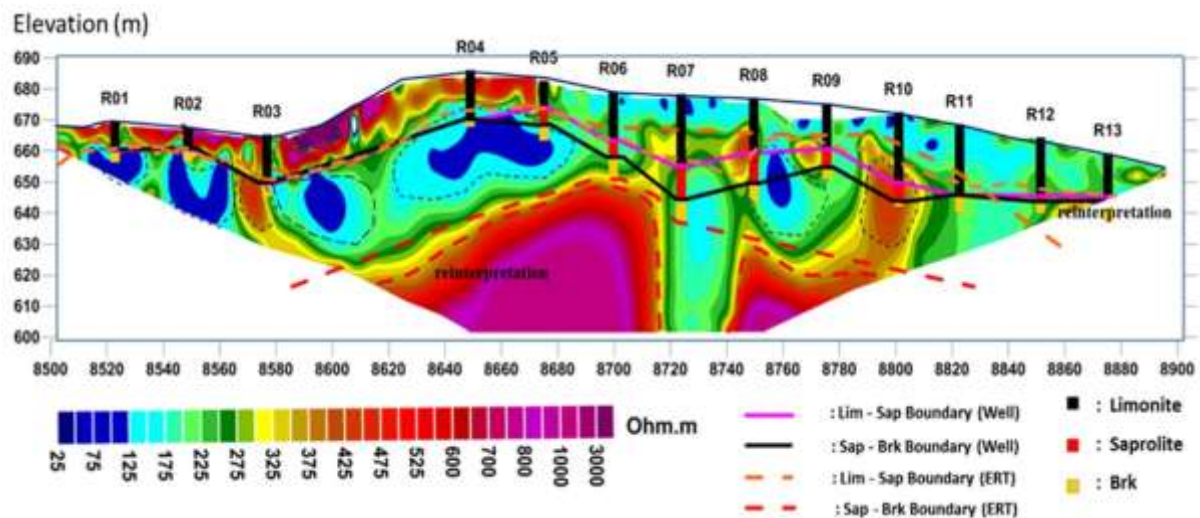 Elevation (m)
690
680
670
660
650
640
630
620
610
600
R01
R02
R03
R04
R05
R06
R07
R08
R09
R10
R11
R12
R13
reinterpretation
reinterpretation
8500 8520 8540 8560 8580 8600 8620 8640 8660 8680 8700 8720 8740 8760 8780 8800 8820 8840 8860 8880 8900
Ohm.m
25 75 125 175 225 275 325 375 425 475 525 600 700 800 1000 3000
: Lim - Sap Boundary (Well)
: Sap - Brk Boundary (Well)
: Lim - Sap Boundary (ERT)
: Sap - Brk Boundary (ERT)
: Limonite
: Saprolite
: Brk